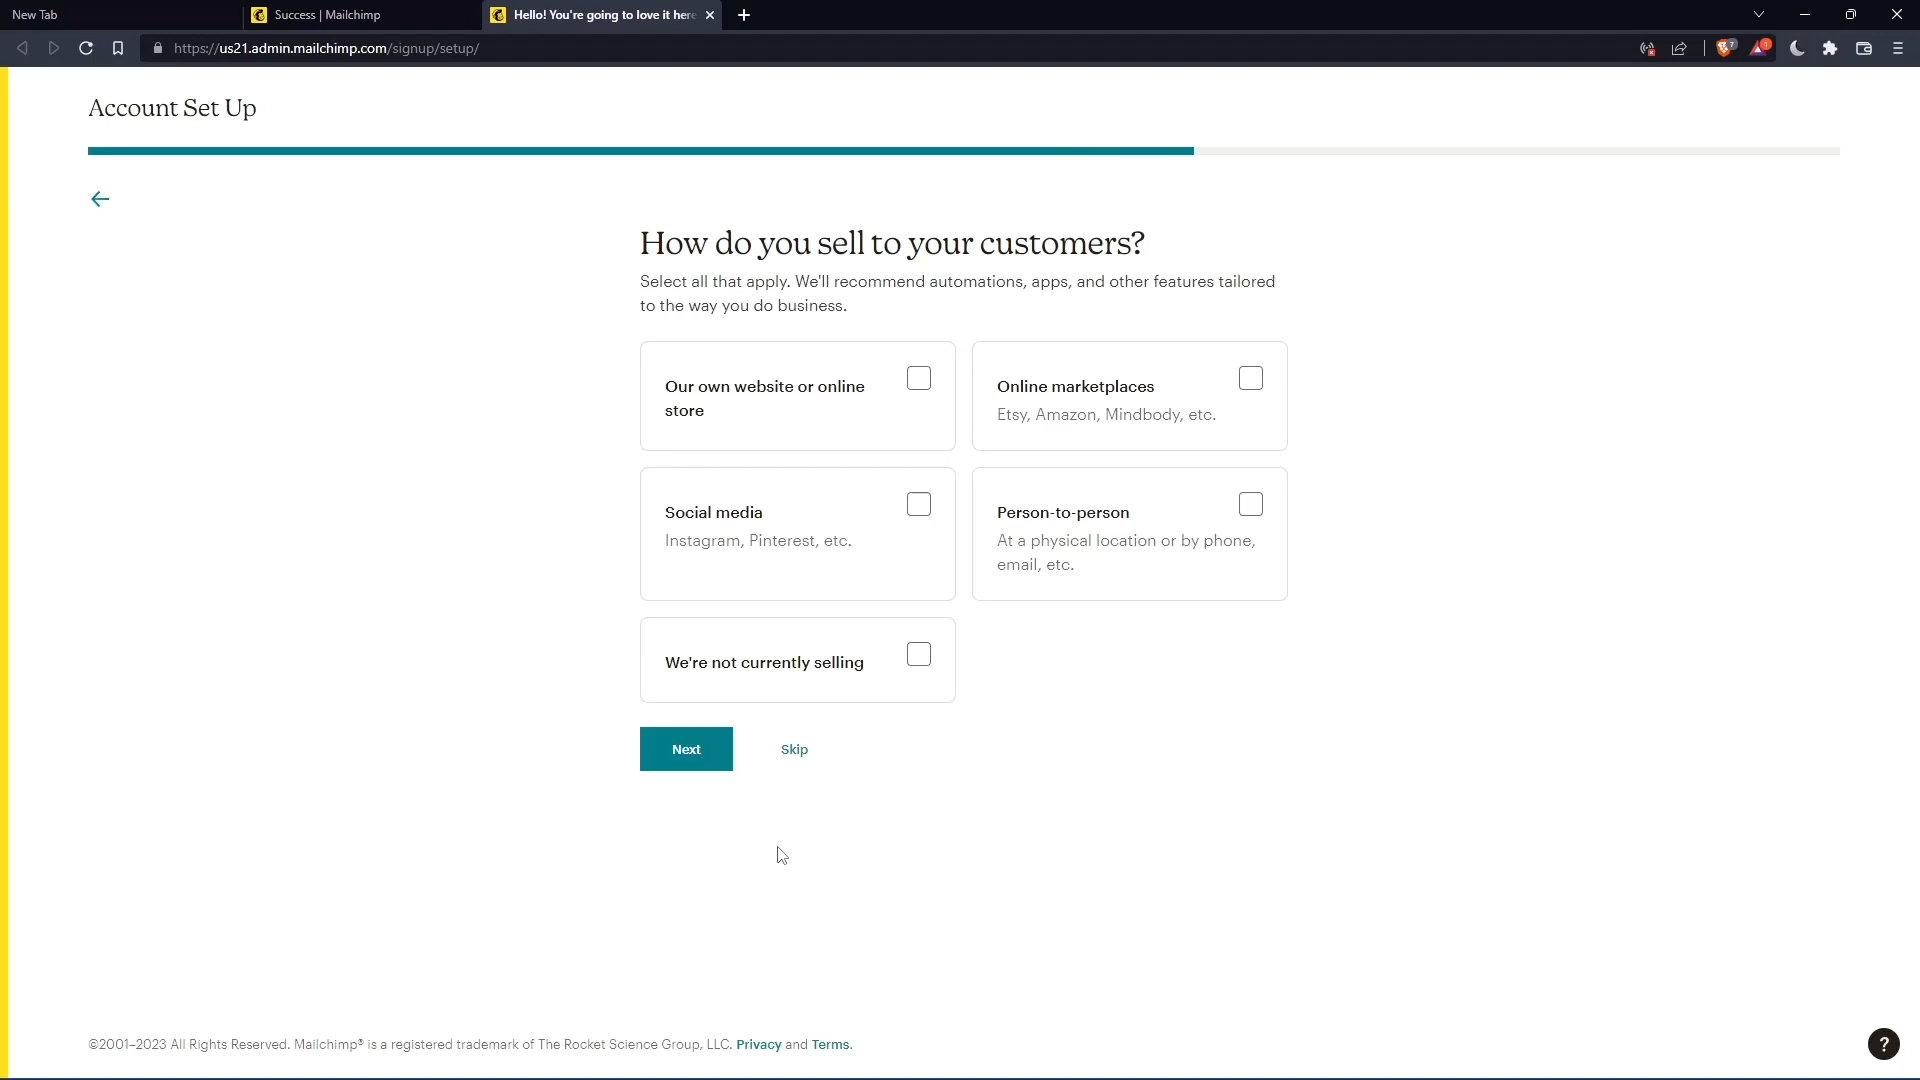 New Tab
Success | Mailchimp
Hello! You're going to love it here
https://us21.admin.mailchimp.com/signup/setup/
7
1
Account Set Up
How do you sell to your customers?
Select all that apply. We'll recommend automations, apps, and other features tailored
to the way you do business.
Our own website or online
store
Online marketplaces
Etsy, Amazon, Mindbody, etc.
Social media
Instagram, Pinterest, etc.
Person-to-person
At a physical location or by phone,
email, etc.
We're not currently selling
Next
Skip
©2001–2023 All Rights Reserved. Mailchimp® is a registered trademark of The Rocket Science Group, LLC. Privacy and Terms.
?